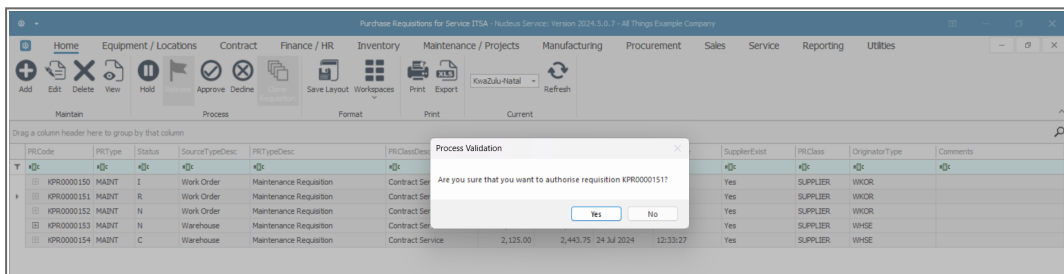 Purchase Requisitions for Service ITSA - Nucleus Service: Version 2024.5.0.7 - All Things Example Company
Home Equipment / Locations Contract Finance / HR Inventory Maintenance / Projects Manufacturing Procurement Sales Service Reporting Utilities
Add Edit Delete View Hold Release Approve Decline Close Requisition Save Layout Workspaces Print Export KwaZulu-Natal Refresh
Maintain Process Format Print Current
Drag a column header here to group by that column
PRCode PRType Status SourceTypeDesc PRTypeDesc PRClassDesc SupplierExist PRClass OriginatorType Comments
Process Validation
Are you sure that you want to authorise requisition KPR0000151?
Yes No
KPR0000150 MAINT I Work Order Maintenance Requisition Contract Ser Yes SUPPLIER WKOR
KPR0000151 MAINT R Work Order Maintenance Requisition Contract Ser Yes SUPPLIER WKOR
KPR0000152 MAINT N Work Order Maintenance Requisition Contract Ser Yes SUPPLIER WKOR
KPR0000153 MAINT N Warehouse Maintenance Requisition Contract Ser Yes SUPPLIER WHSE
KPR0000154 MAINT C Warehouse Maintenance Requisition Contract Service 2,125.00 2,443.75 24 Jul 2024 12:33:27 Yes SUPPLIER WHSE